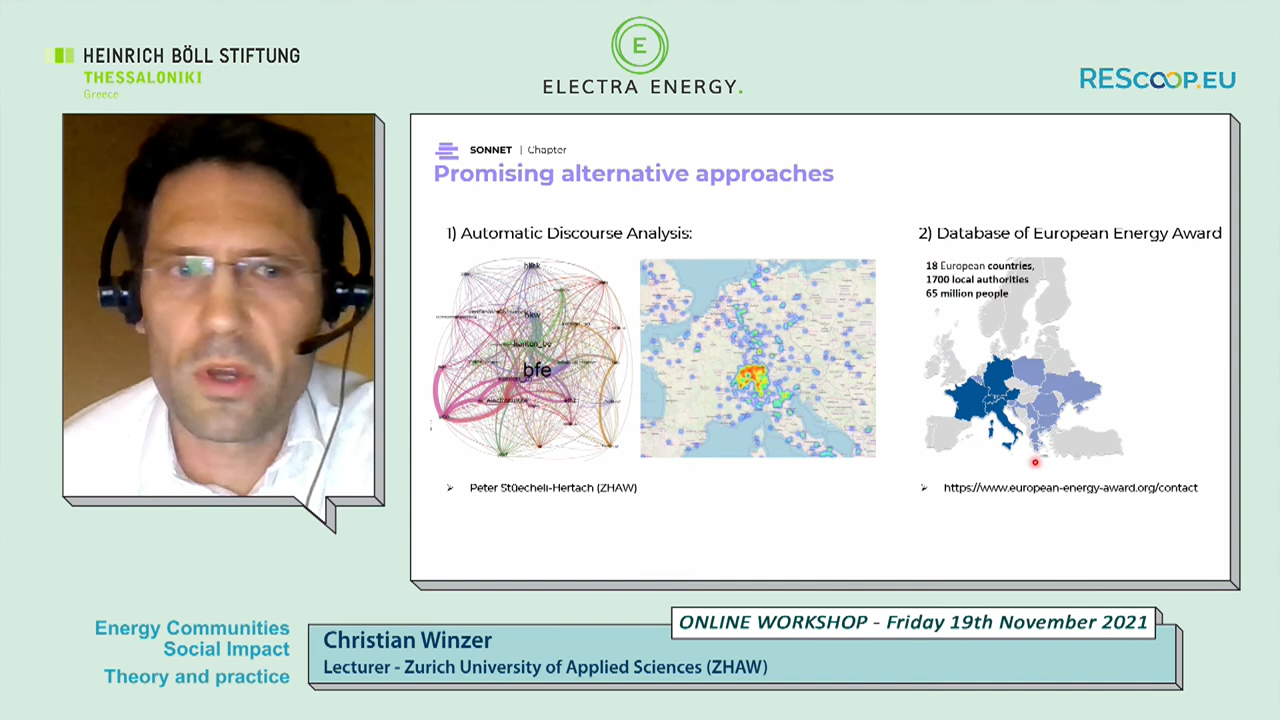 HEINRICH BÖLL STIFTUNG
THESSALONIKI
Greece
E
ELECTRA ENERGY.
REScoop.EU
SONNET | Chapter
Promising alternative approaches
1) Automatic Discourse Analysis:
2) Database of European Energy Award
18 European countries,
1700 local authorities
65 million people
bkw
bfe
Peter Stüecheli-Herlach (ZHAW)
https://www.european-energy-award.org/contact
ONLINE WORKSHOP - Friday 19th November 2021
Energy Communities
Social Impact
Theory and practice
Christian Winzer
Lecturer - Zurich University of Applied Sciences (ZHAW)